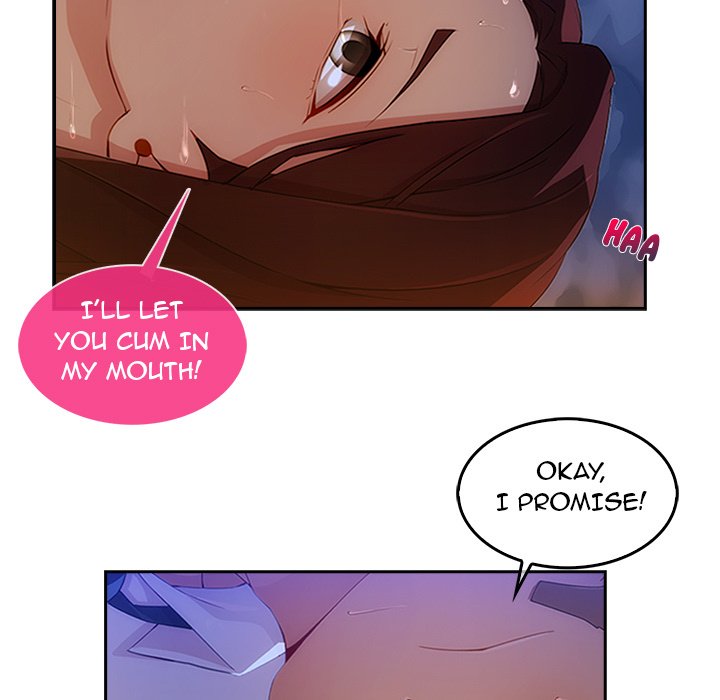 HAA
I'LL LET
YOU CUM IN
MY MOUTH!
OKAY,
I PROMISE!